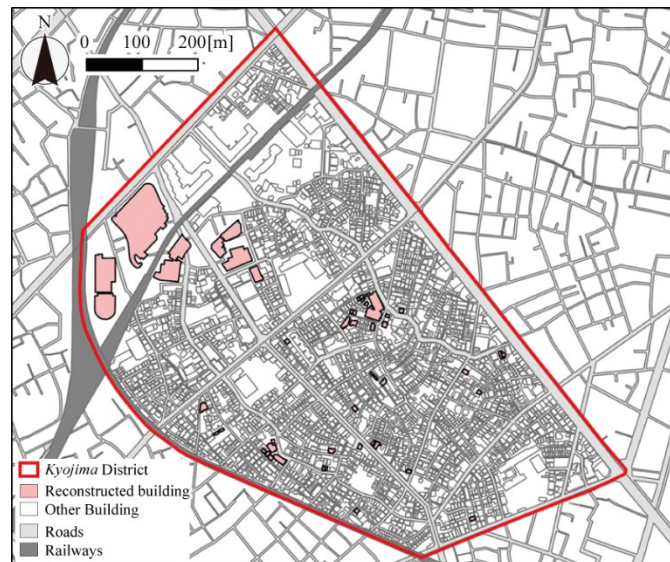 N
0 100 200[m]
Kyojima District
Reconstructed building
Other Building
Roads
Railways